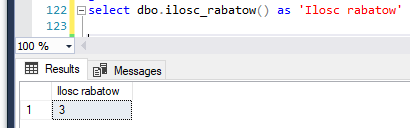 122 select dbo.ilosc_rabatow() as 'Ilosc rabatow'
123
100 %
Results Messages
Ilosc rabatow
1 3